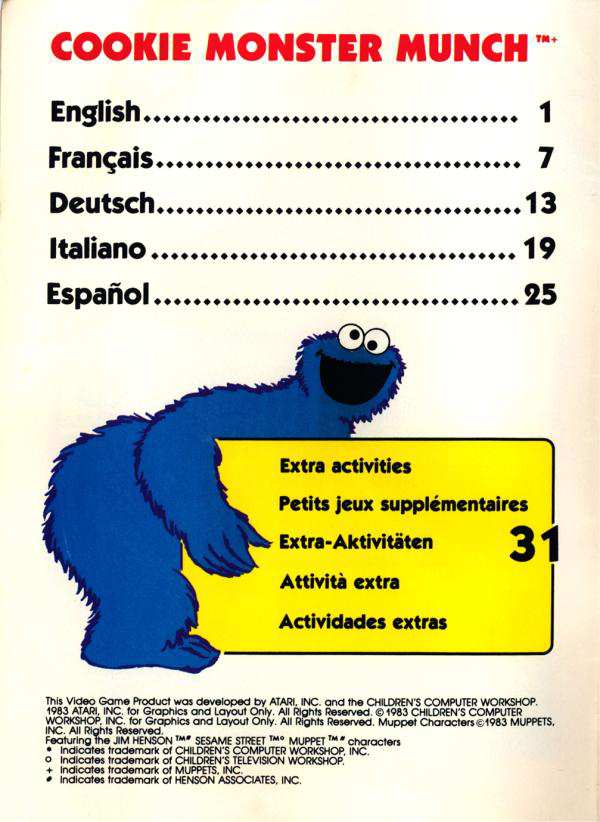 COOKIE MONSTER MUNCH ™+
English........................................ 1
Français........................................ 7
Deutsch........................................ 13
Italiano........................................ 19
Español........................................ 25
Extra activities
Petits jeux supplémentaires
Extra-Aktivitäten 31
Attività extra
Actividades extras
This Video Game Product was developed by ATARI, INC. and the CHILDREN'S COMPUTER WORKSHOP.
1983 ATARI, INC. for Graphics and Layout Only. All Rights Reserved. © 1983 CHILDREN'S COMPUTER
WORKSHOP, INC. for Graphics and Layout Only. All Rights Reserved. Muppet Characters © 1983 MUPPETS,
INC. All Rights Reserved.
Featuring the JIM HENSON ™# SESAME STREET ™° MUPPET ™# characters
* Indicates trademark of CHILDREN'S COMPUTER WORKSHOP, INC.
o Indicates trademark of CHILDREN'S TELEVISION WORKSHOP.
+ Indicates trademark of MUPPETS, INC.
# Indicates trademark of HENSON ASSOCIATES, INC.